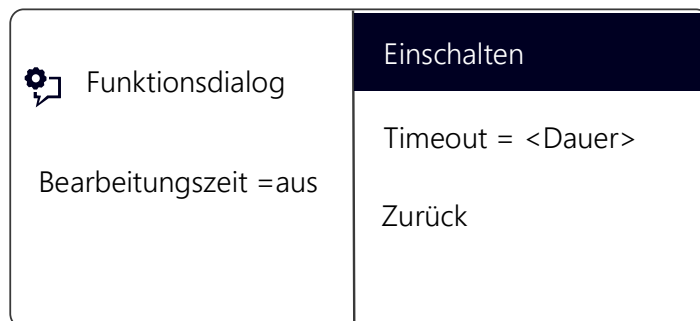 Funktionsdialog
Bearbeitungszeit =aus
Einschalten
Timeout = <Dauer>
Zurück